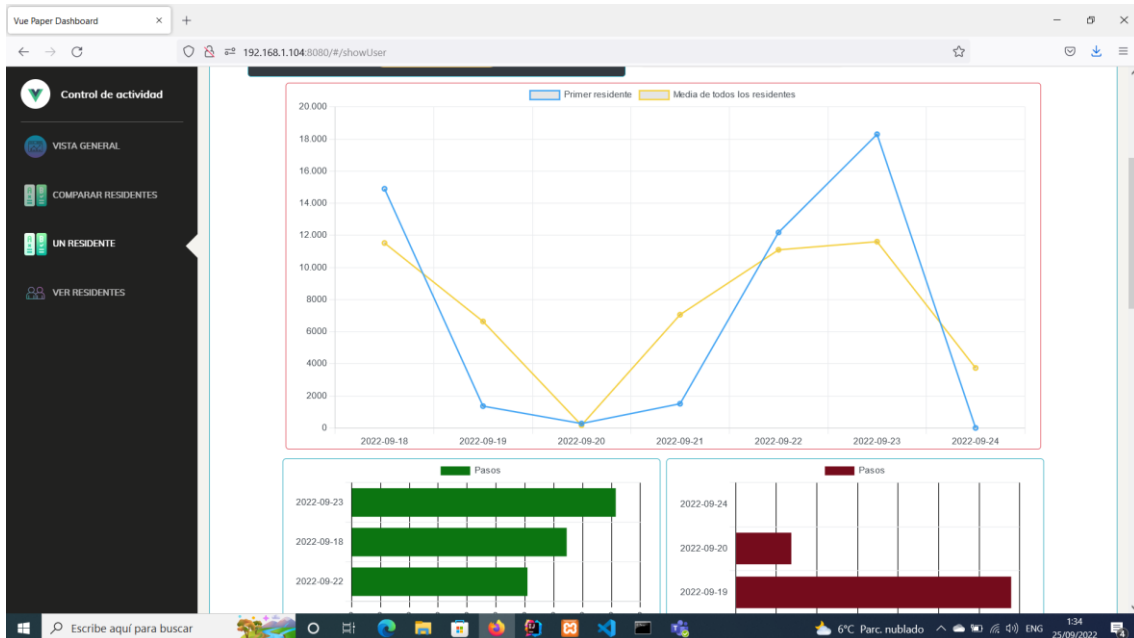 Vue Paper Dashboard
192.168.1.104:8080/#/showUser
Control de actividad
VISTA GENERAL
COMPARAR RESIDENTES
UN RESIDENTE
VER RESIDENTES
Primer residente Media de todos los residentes
20.000
18.000
16.000
14.000
12.000
10.000
8000
6000
4000
2000
0
2022-09-18 2022-09-19 2022-09-20 2022-09-21 2022-09-22 2022-09-23 2022-09-24
Pasos
2022-09-23
2022-09-18
2022-09-22
Pasos
2022-09-24
2022-09-20
2022-09-19
Escribe aquí para buscar
6°C Parc. nublado
ENG
1:34
25/09/2022